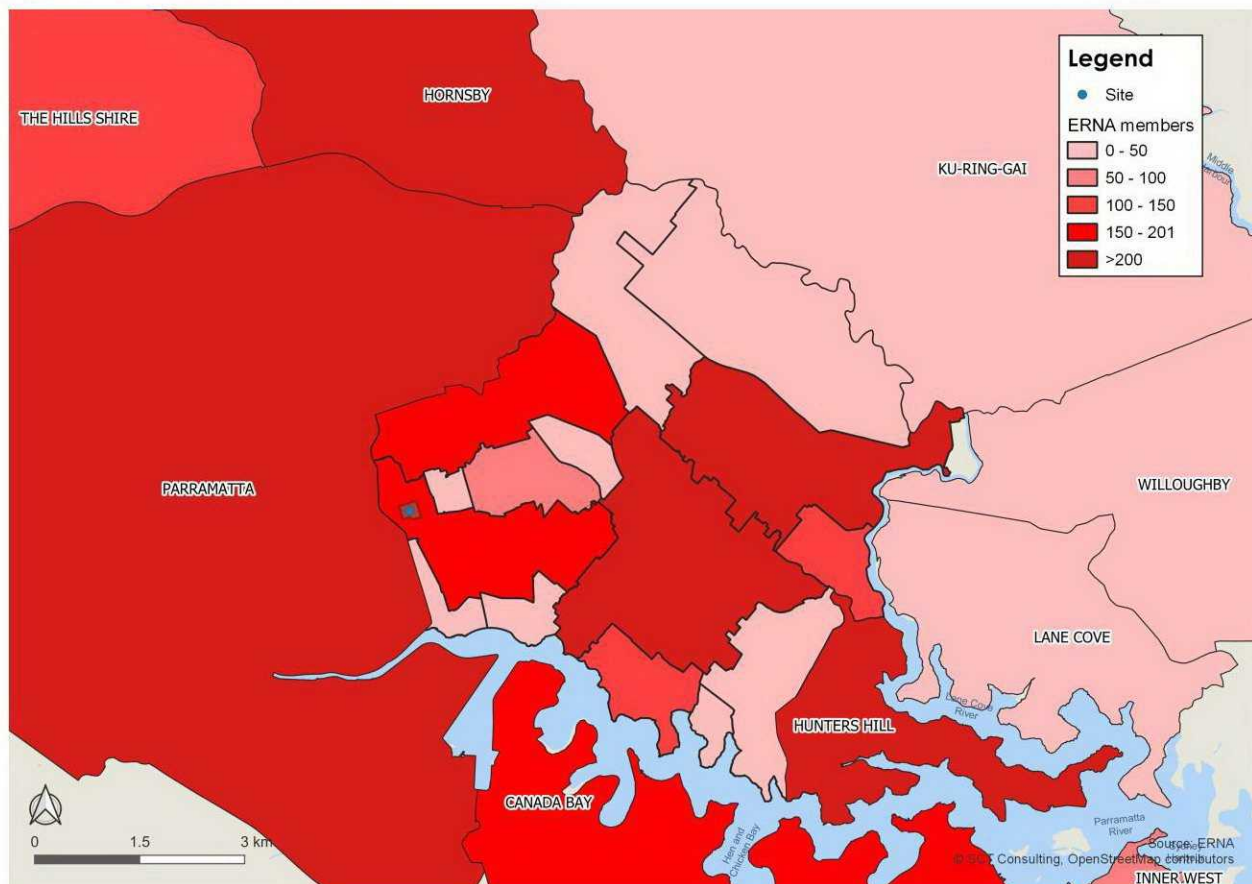 HORNSBY
THE HILLS SHIRE
Legend
Site
ERNA members
0 - 50
50 - 100
100 - 150
150 - 201
>200
KU-RING-GAI
Middle
PARRAMATTA
WILLOUGHBY
LANE COVE
Lane Cove
River
HUNTERS HILL
CANADA BAY
Hen and
Chicken Bay
Parramatta
River
0 1.5 3 km
Source: ERNA
© SCT Consulting, OpenStreetMap contributors
INNER WEST